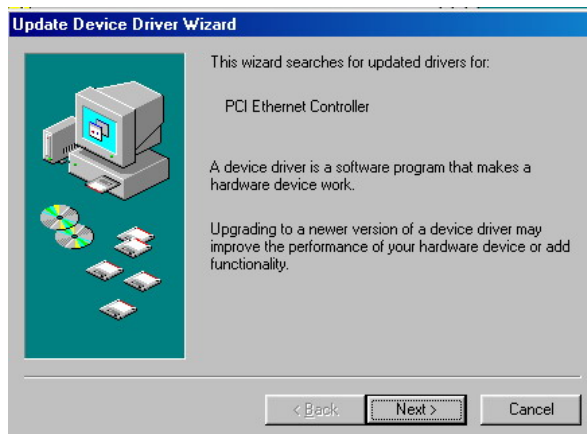 Update Device Driver Wizard
This wizard searches for updated drivers for:
PCI Ethernet Controller
A device driver is a software program that makes a
hardware device work.
Upgrading to a newer version of a device driver may
improve the performance of your hardware device or add
functionality.
< Back
Next >
Cancel